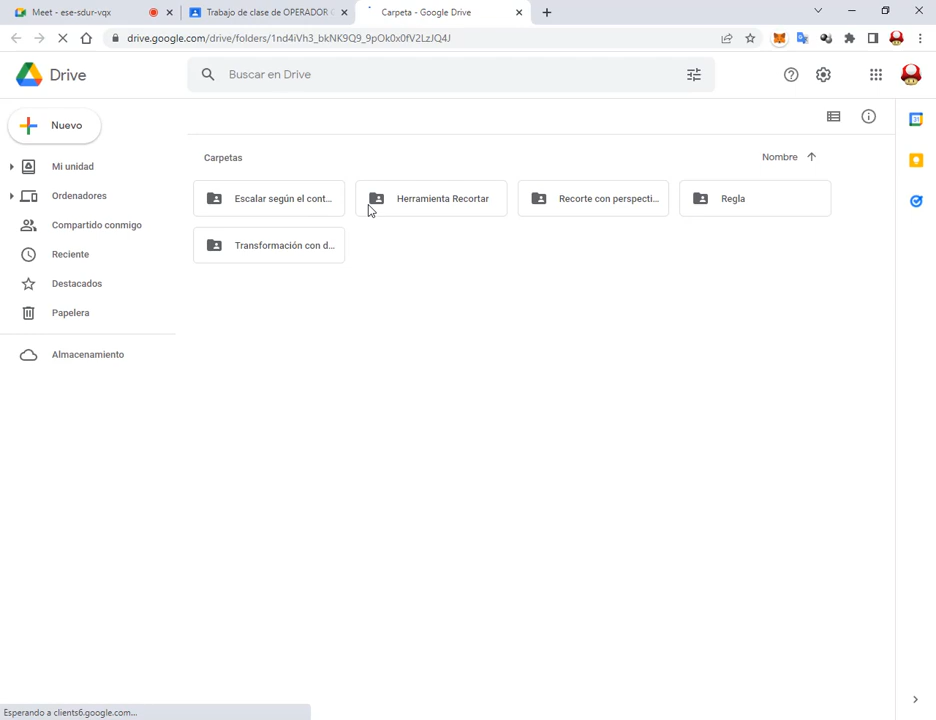 Meet - ese-sdur-vqx
Trabajo de clase de OPERADOR
Carpeta - Google Drive
drive.google.com/drive/folders/1nd4iVh3_bkNK9Q9_9pOk0x0fV2LzJQ4J
Drive
Buscar en Drive
Nuevo
Mi unidad
Ordenadores
Compartido conmigo
Reciente
Destacados
Papelera
Almacenamiento
Carpetas
Nombre
Escalar según el cont...
Herramienta Recortar
Recorte con perspecti...
Regla
Transformación con d...
31
Esperando a clients6.google.com...